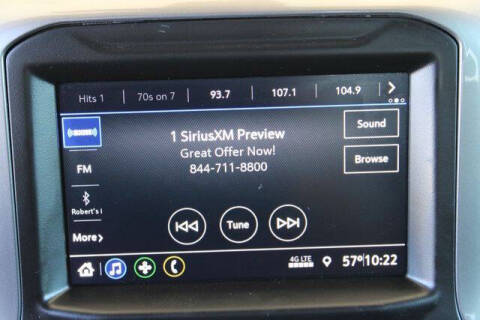 Hits 1 70s on 7 93.7 107.1 104.9
1 SiriusXM Preview
Great Offer Now!
844-711-8800
Sound
Browse
FM
Robert's i
More
Tune
4G LTE
57° 10:22